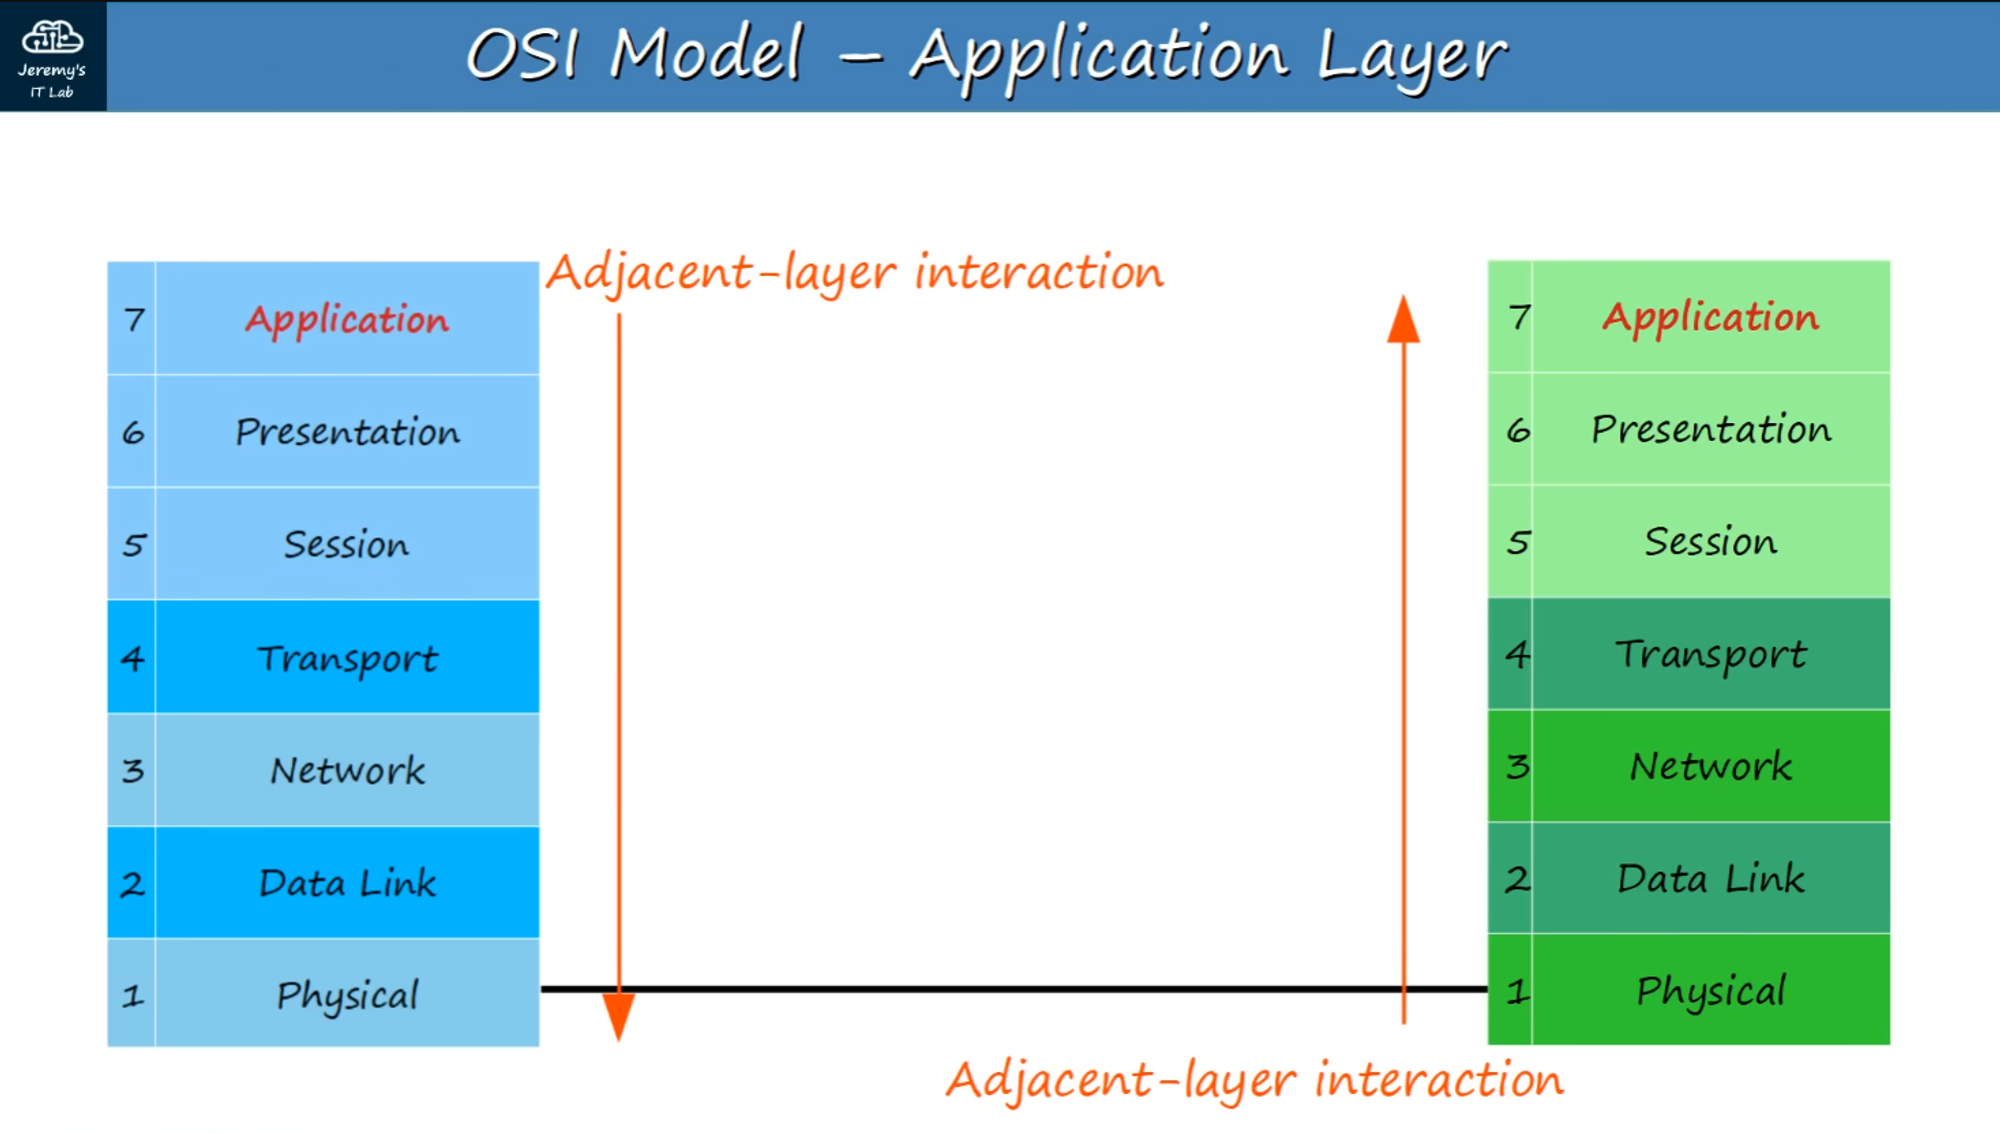 Jeremy's
IT Lab
OSI Model – Application Layer
Adjacent-layer interaction
7 Application
6 Presentation
5 Session
4 Transport
3 Network
2 Data Link
1 Physical
7 Application
6 Presentation
5 Session
4 Transport
3 Network
2 Data Link
1 Physical
Adjacent-layer interaction